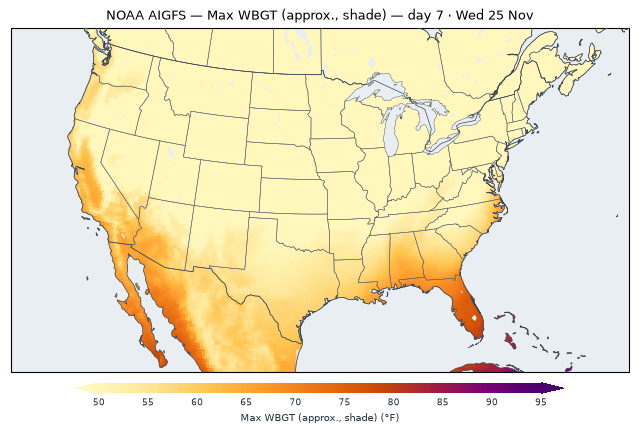 NOAA AIGFS — Max WBGT (approx., shade) — day 7 · Wed 25 Nov
50 55 60 65 70 75 80 85 90 95
Max WBGT (approx., shade) (°F)